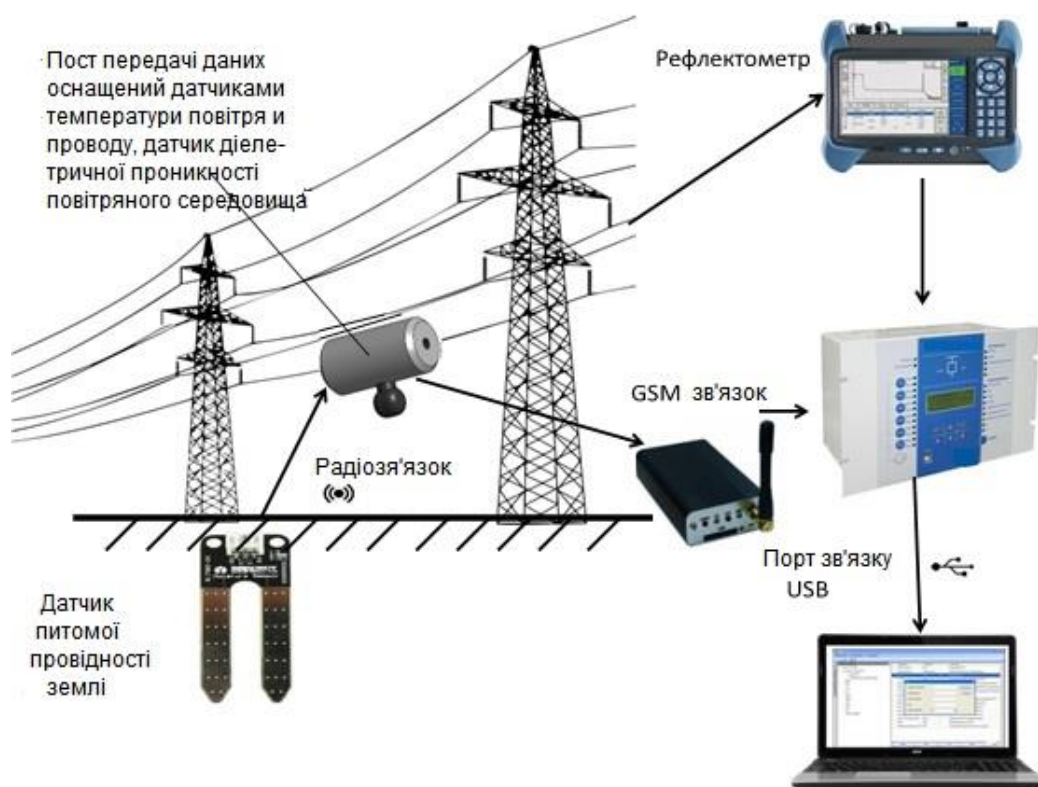 Пост передачі даних
оснащений датчиками
температури повітря и
проводу, датчик діеле-
тричної проникності
повітряного середовища
Рефлектометр
GSM зв'язок
Радіозя'язок
Порт зв'язку
USB
Датчик
питомої
провідності
землі